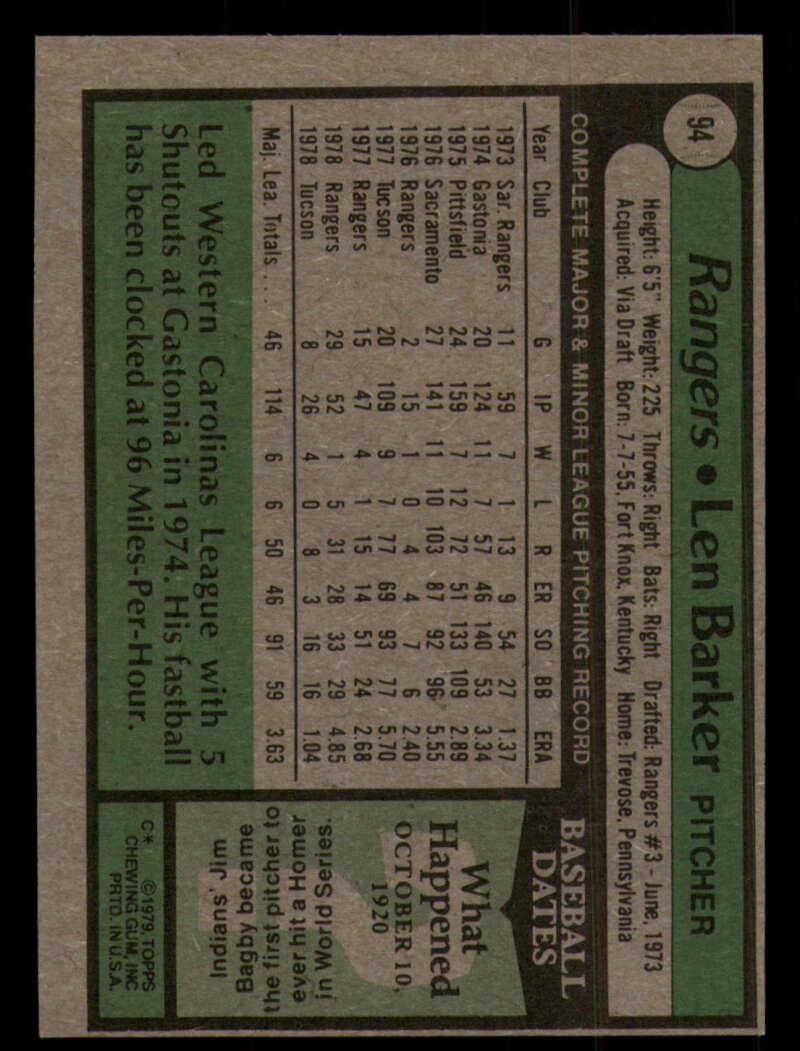 94
Rangers • Len Barker PITCHER
Height: 6'5" Weight: 225 Throws: Right Bats: Right Drafted: Rangers #3 - June, 1973
Acquired: Via Draft Born: 7-7-55, Fort Knox, Kentucky Home: Trevose, Pennsylvania
COMPLETE MAJOR & MINOR LEAGUE PITCHING RECORD
Year Club G IP W L R ER SO BB ERA
1973 Sar. Rangers 11 59 7 1 13 9 54 27 1.37
1974 Gastonia 20 124 11 7 57 46 140 53 3.34
1975 Pittsfield 24 159 7 12 72 51 133 109 2.89
1976 Sacramento 27 141 11 10 103 87 92 96 5.55
1976 Rangers 2 15 1 0 4 4 7 6 2.40
1977 Tucson 20 109 9 7 77 69 93 77 5.70
1977 Rangers 15 47 4 1 15 14 51 24 2.68
1978 Rangers 29 52 1 5 31 28 33 29 4.85
1978 Tucson 8 26 4 0 8 3 16 16 1.04
Maj. Lea. Totals . . . 46 114 6 6 50 46 91 59 3.63
Led Western Carolinas League with 5
Shutouts at Gastonia in 1974. His fastball
has been clocked at 96 Miles-Per-Hour.
BASEBALL
DATES
What
Happened
OCTOBER 10,
1920
Indians' Jim
Bagby became
the first pitcher to
ever hit a Homer
in World Series.
C* ©1979, TOPPS
CHEWING GUM, INC
PRTD. IN U.S.A.